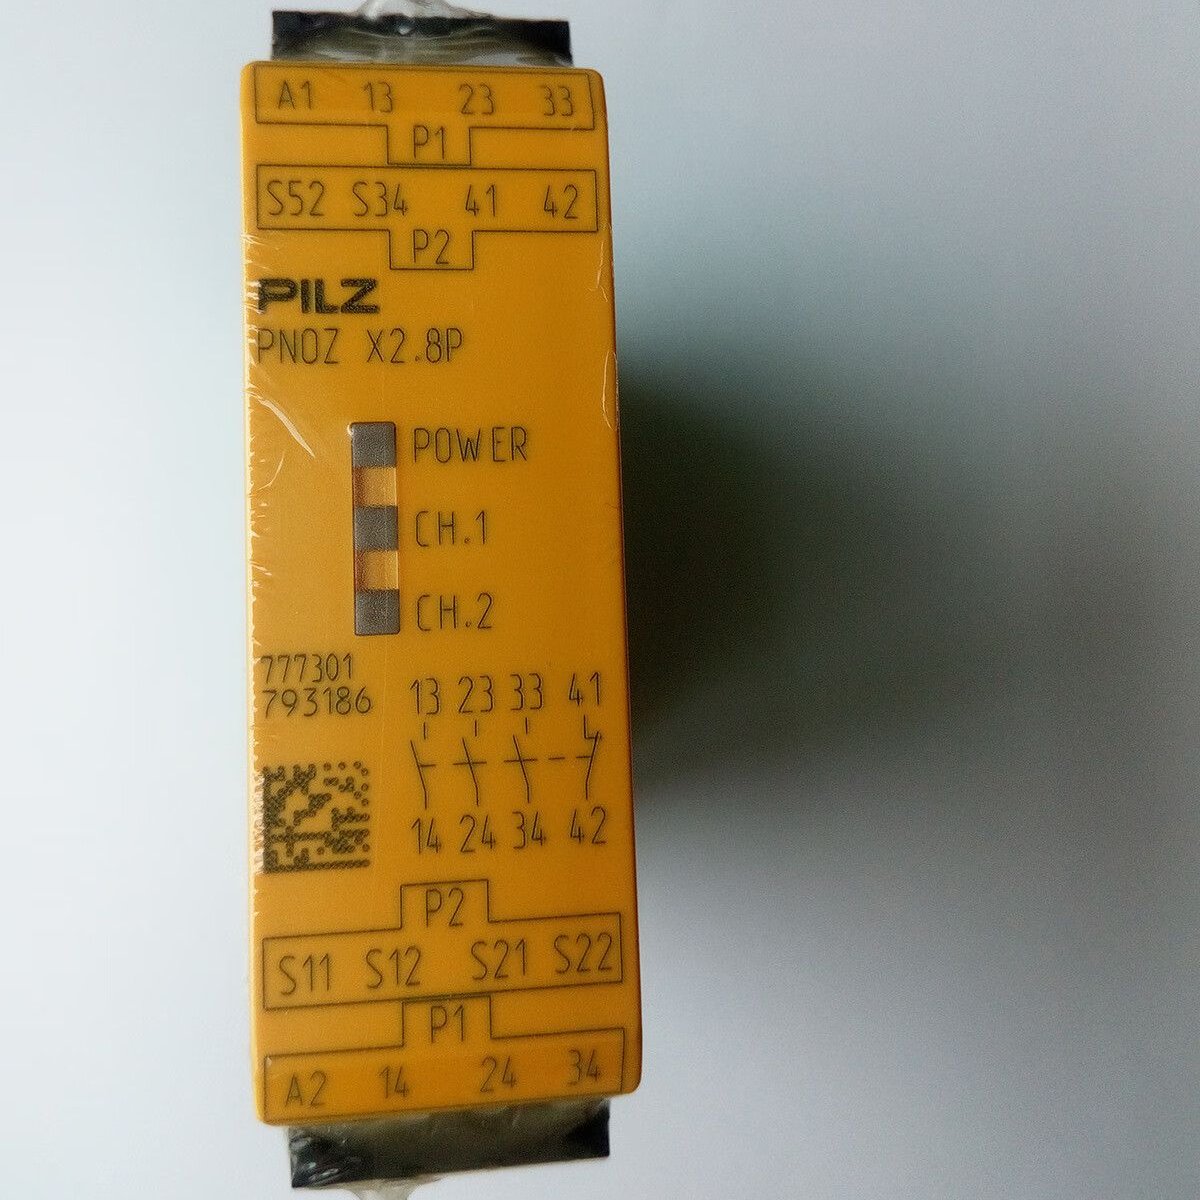 A1 13 23 33
P1
S52 S34 41 42
P2
PILZ
PNOZ X2.8P
POWER
CH.1
CH.2
777301
793186
13 23 33 41
14 24 34 42
P2
S11 S12 S21 S22
P1
A2 14 24 34